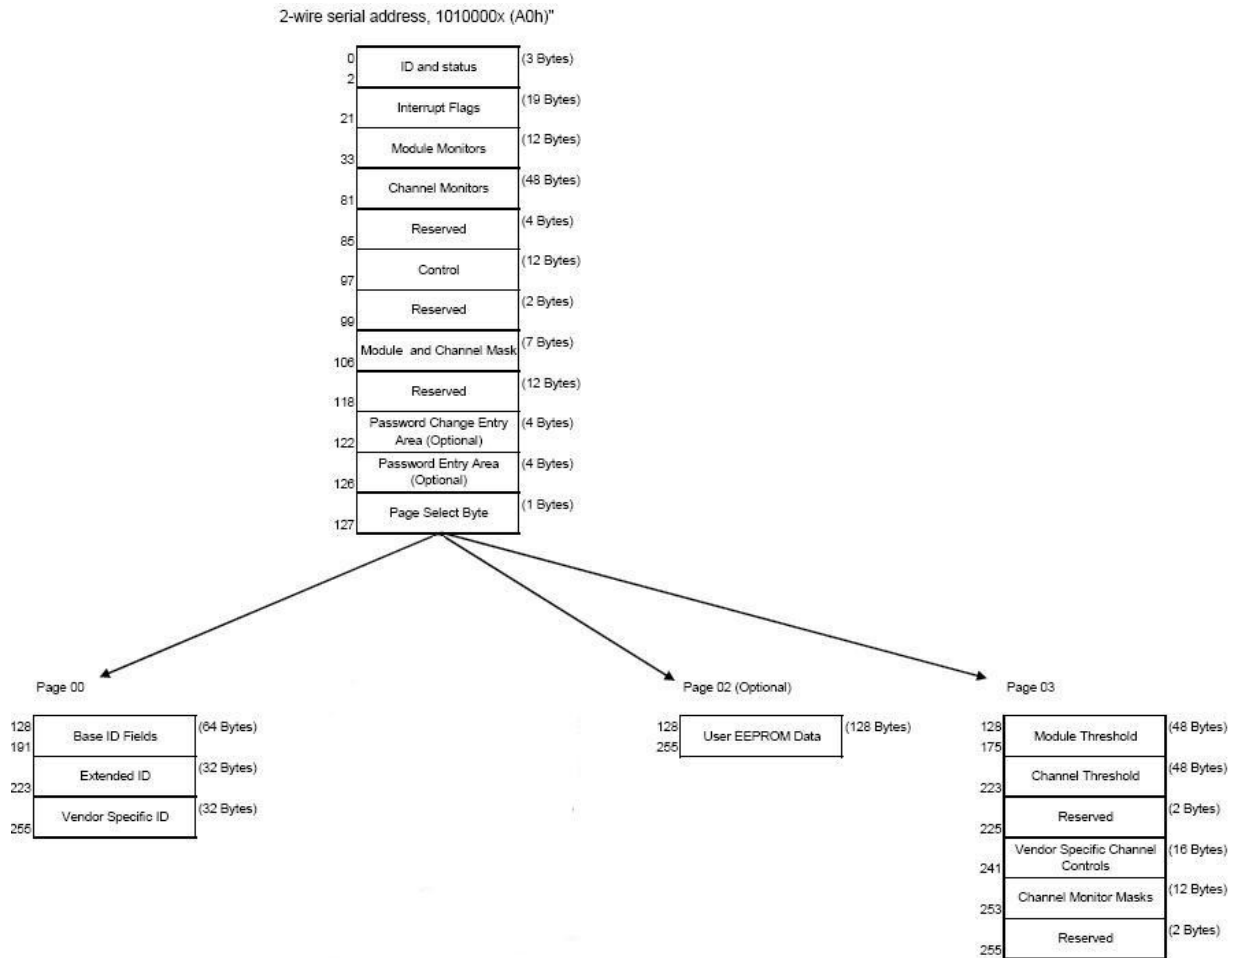 2-wire serial address, 1010000x (A0h)"
0
ID and status
(3 Bytes)
2
Interrupt Flags
(19 Bytes)
21
Module Monitors
(12 Bytes)
33
Channel Monitors
(48 Bytes)
81
Reserved
(4 Bytes)
85
Control
(12 Bytes)
97
Reserved
(2 Bytes)
99
Module and Channel Mask
(7 Bytes)
106
Reserved
(12 Bytes)
118
Password Change Entry
Area (Optional)
(4 Bytes)
122
Password Entry Area
(Optional)
(4 Bytes)
126
Page Select Byte
(1 Bytes)
127
Page 00
128
Base ID Fields
(64 Bytes)
191
Extended ID
(32 Bytes)
223
Vendor Specific ID
(32 Bytes)
255
Page 02 (Optional)
128
User EEPROM Data
(128 Bytes)
255
Page 03
128
Module Threshold
(48 Bytes)
175
Channel Threshold
(48 Bytes)
223
Reserved
(2 Bytes)
225
Vendor Specific Channel
Controls
(16 Bytes)
241
Channel Monitor Masks
(12 Bytes)
253
Reserved
(2 Bytes)
255